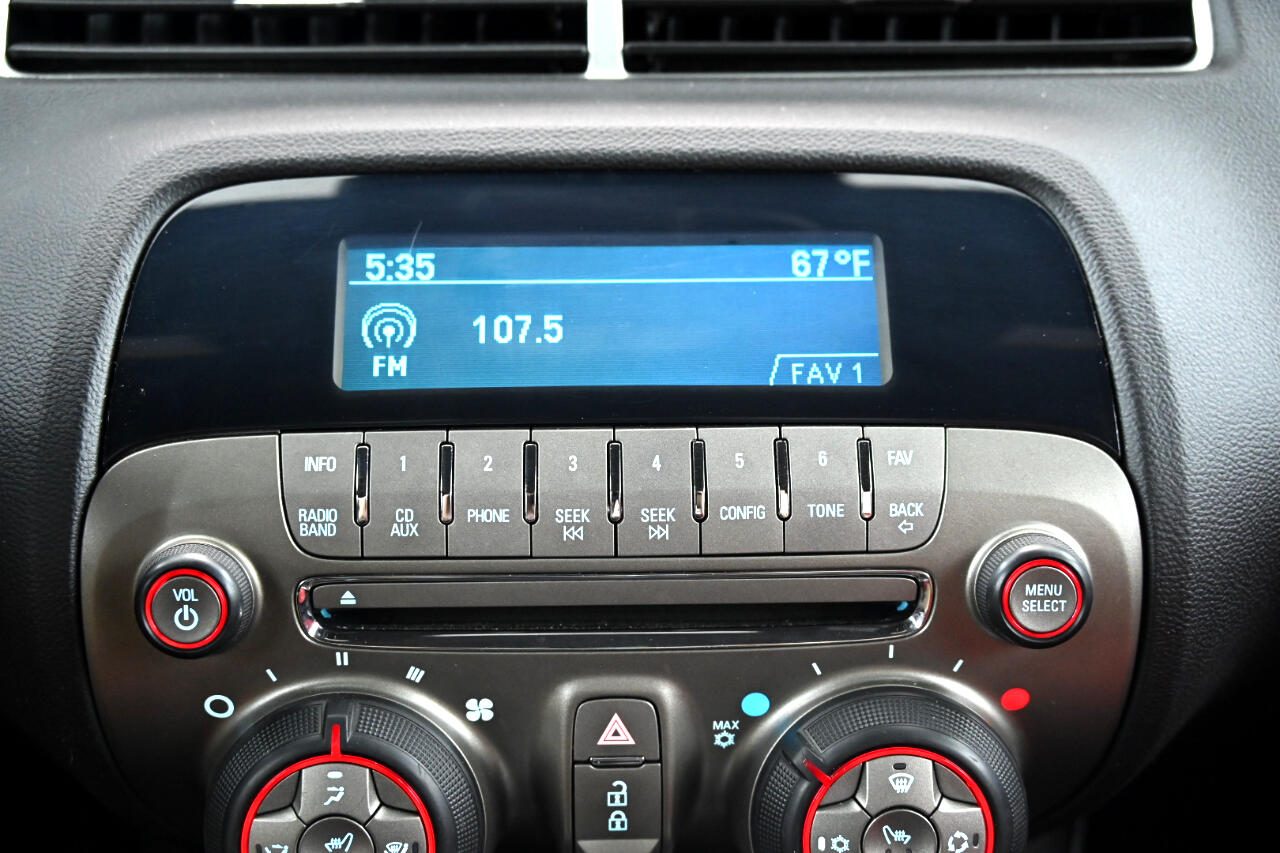 5:35 67°F
107.5
FM
FAV 1
INFO 1 2 3 4 5 6 FAV
RADIO BAND CD AUX PHONE SEEK SEEK CONFIG TONE BACK
VOL
MENU
SELECT
MAX